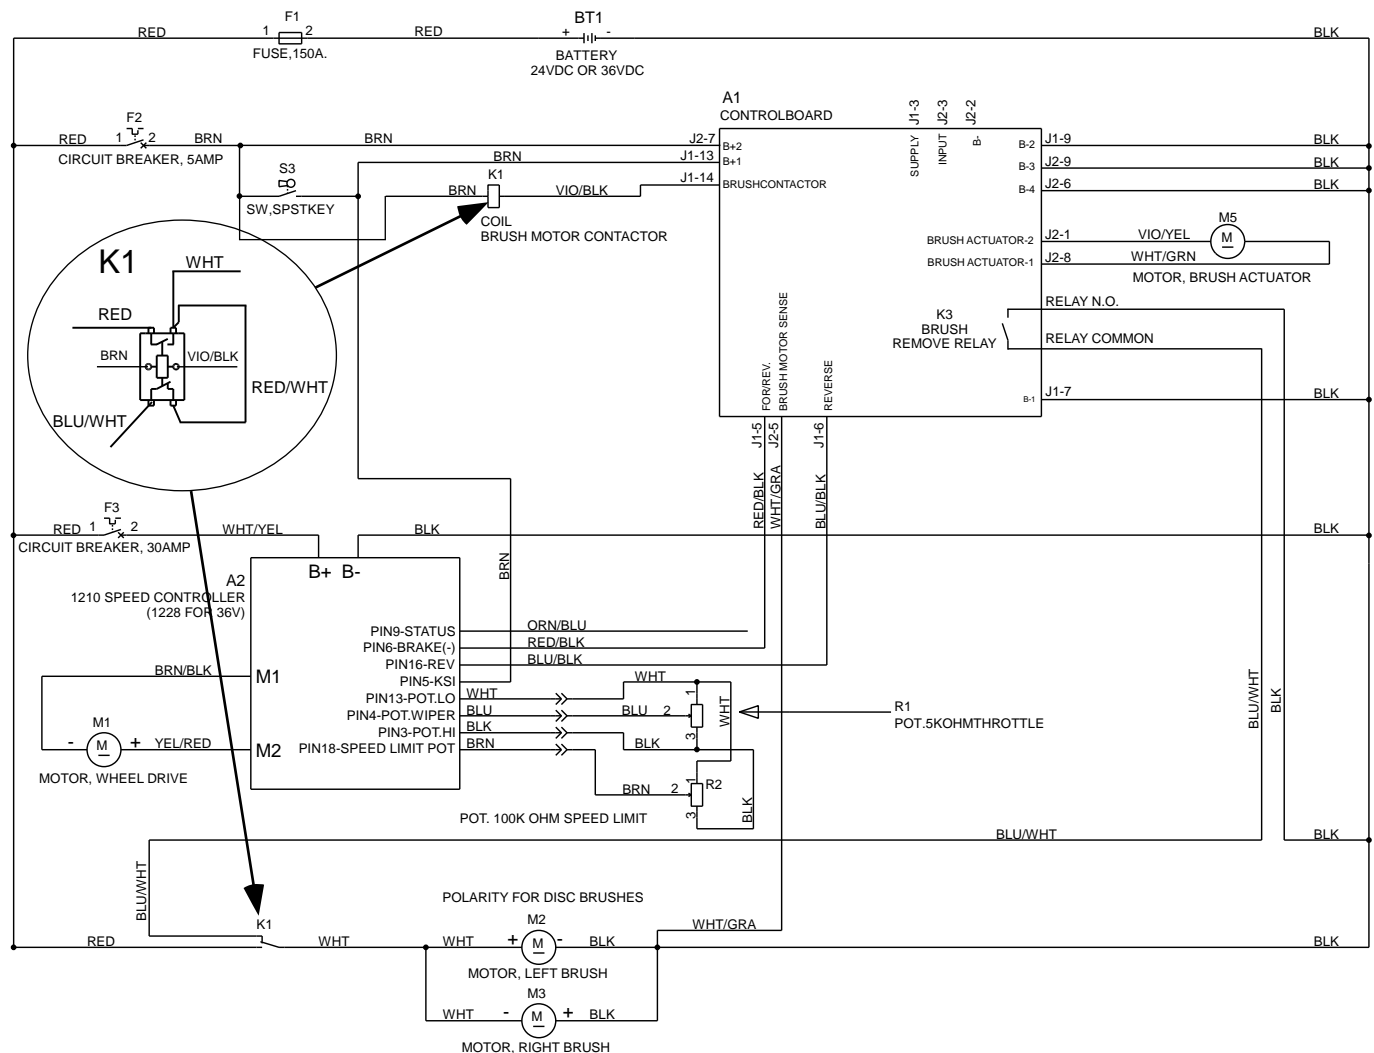 F1
BT1
RED
1
2
RED
+
-
BLK
FUSE,150A.
BATTERY
24VDC OR 36VDC
A1
CONTROLBOARD
J1-3
J2-3
J2-2
SUPPLY
INPUT
B-
F2
RED
1
2
BRN
BRN
J2-7
B+2
B-2
J1-9
BLK
CIRCUIT BREAKER, 5AMP
BRN
J1-13
B+1
B-3
J2-9
BLK
S3
K1
BRN
VIO/BLK
J1-14
BRUSHCONTACTOR
B-4
J2-6
BLK
SW,SPSTKEY
COIL
BRUSH MOTOR CONTACTOR
M5
BRUSH ACTUATOR-2
J2-1
VIO/YEL
M
BRUSH ACTUATOR-1
J2-8
WHT/GRN
MOTOR, BRUSH ACTUATOR
K1
WHT
RED
BRN
VIO/BLK
RED/WHT
BLU/WHT
RELAY N.O.
K3
BRUSH
REMOVE RELAY
RELAY COMMON
FOR/REV.
BRUSH MOTOR SENSE
REVERSE
B-1
J1-7
BLK
J1-5
J2-5
J1-6
RED/BLK
WHT/GRA
BLU/BLK
F3
RED
1
2
WHT/YEL
BLK
BLK
CIRCUIT BREAKER, 30AMP
BRN
A2
B+
B-
1210 SPEED CONTROLLER
(1228 FOR 36V)
PIN9-STATUS
ORN/BLU
PIN6-BRAKE(-)
RED/BLK
PIN16-REV
BLU/BLK
PIN5-KSI
BRN/BLK
M1
PIN13-POT.LO
WHT
WHT
1
WHT
PIN4-POT.WIPER
BLU
BLU
2
R1
POT.5KOHMTHROTTLE
PIN3-POT.HI
BLK
BLK
3
PIN18-SPEED LIMIT POT
BRN
M1
-
M
+
YEL/RED
M2
MOTOR, WHEEL DRIVE
BRN
2
1
R2
3
BLK
POT. 100K OHM SPEED LIMIT
BLU/WHT
BLK
BLU/WHT
BLK
BLU/WHT
POLARITY FOR DISC BRUSHES
K1
RED
WHT
WHT
M2
+
M
-
BLK
WHT/GRA
BLK
MOTOR, LEFT BRUSH
M3
WHT
-
M
+
BLK
MOTOR, RIGHT BRUSH